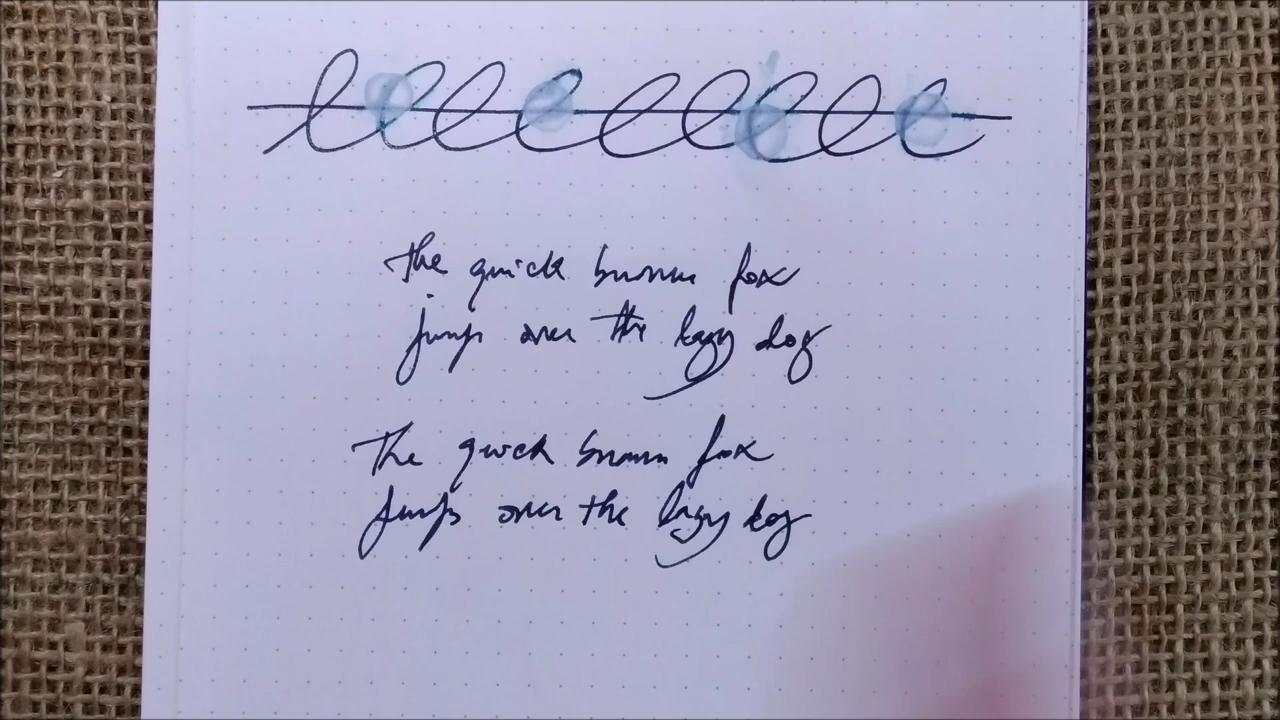 the quick brown fox
jumps over the lazy dog
The quick brown fox
jumps over the lazy dog